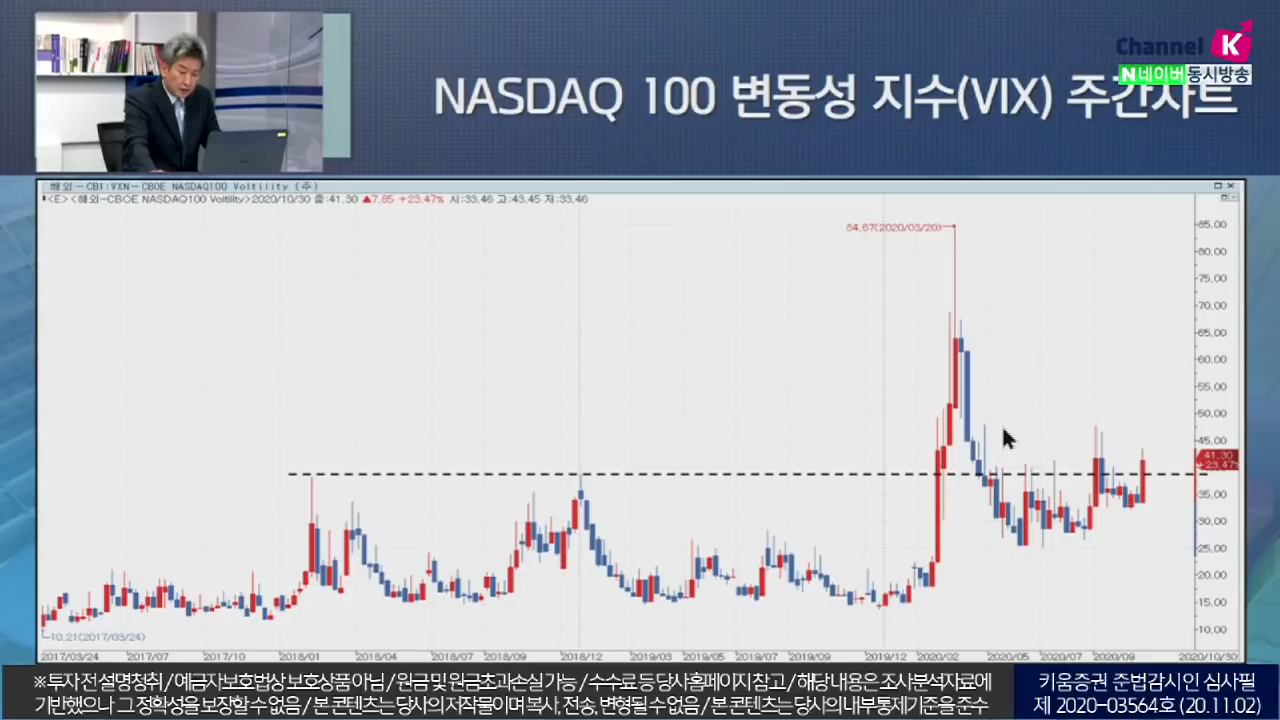 Channel K
N네이버 동시방송
NASDAQ 100 변동성 지수(VIX) 주간차트
해외-CBI:VXN-CBOE NASDAQ100 Voltility (주)
<E> <해외-CBOE NASDAQ100 Voltility>2020/10/30 종:41.30 ▲7.85 +23.47% 시:33.46 고:43.45 저:33.46
84.67(2020/03/20)
85.00
80.00
75.00
70.00
65.00
60.00
55.00
50.00
45.00
41.30
23.47%
35.00
30.00
25.00
20.00
15.00
10.00
10.21(2017/03/24)
2017/03/24 2017/07 2017/10 2018/01 2018/04 2018/07 2018/09 2018/12 2019/03 2019/05 2019/07 2019/09 2019/12 2020/02 2020/05 2020/07 2020/09 2020/10/30
※ 투자 전 설명청취 / 예금자보호법상 보호상품 아님 / 원금 및 원금초과손실 가능 / 수수료 등 당사홈페이지 참고 / 해당 내용은 조사분석자료에
기반했으나 그 정확성을 보장할 수 없음 / 본 콘텐츠는 당사의 저작물이며 복사, 전송, 변형될 수 없음 / 본 콘텐츠는 당사의 내부통제기준을 준수
키움증권 준법감시인 심사필
제 2020-03564호 (20.11.02)